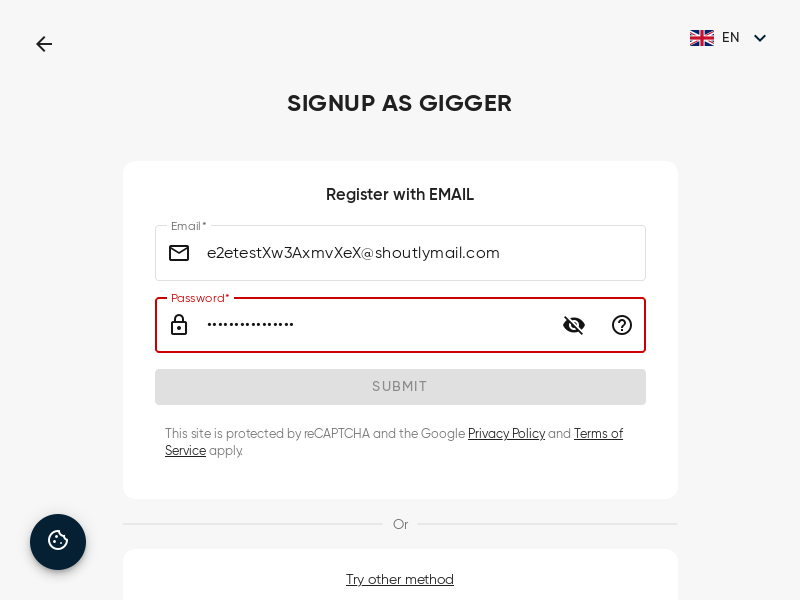 EN
SIGNUP AS GIGGER
Register with EMAIL
Email *
e2etestXw3AxmvXeX@shoutlymail.com
Password*
••••••••••••••••
SUBMIT
This site is protected by reCAPTCHA and the Google Privacy Policy and Terms of
Service apply.
Or
Try other method